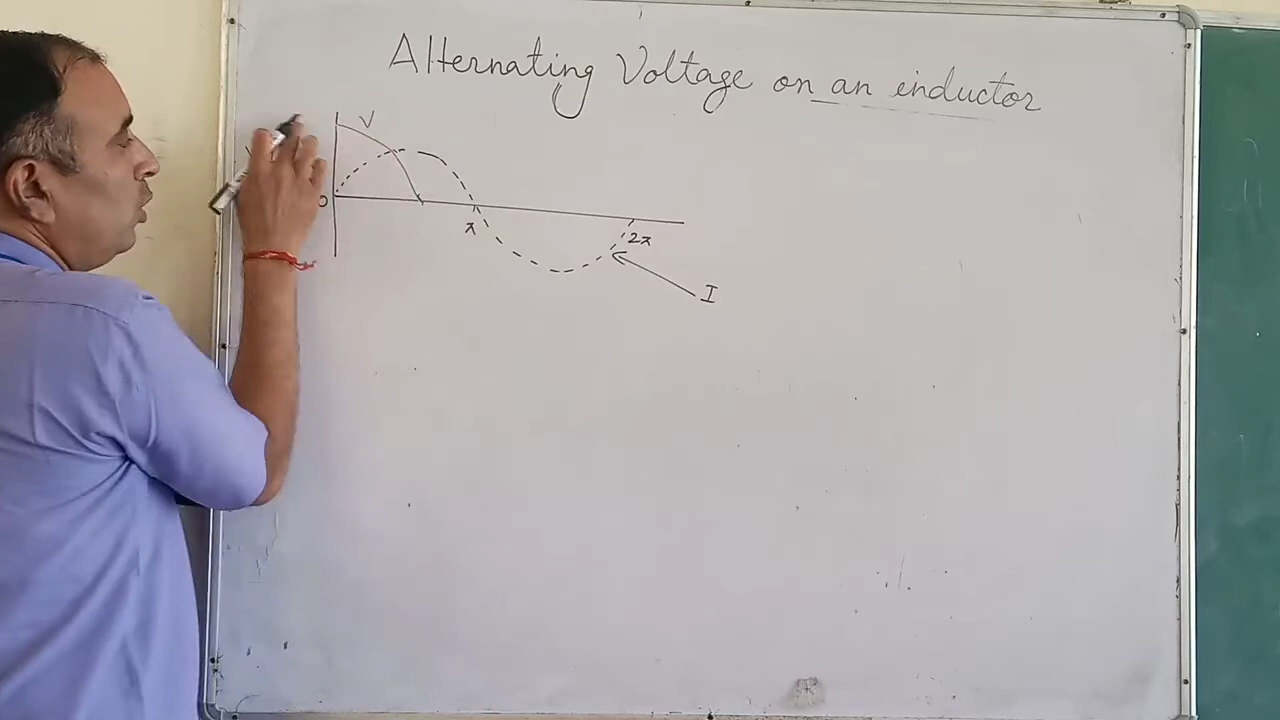 Alternating Voltage on an inductor
V
0
π
2π
I